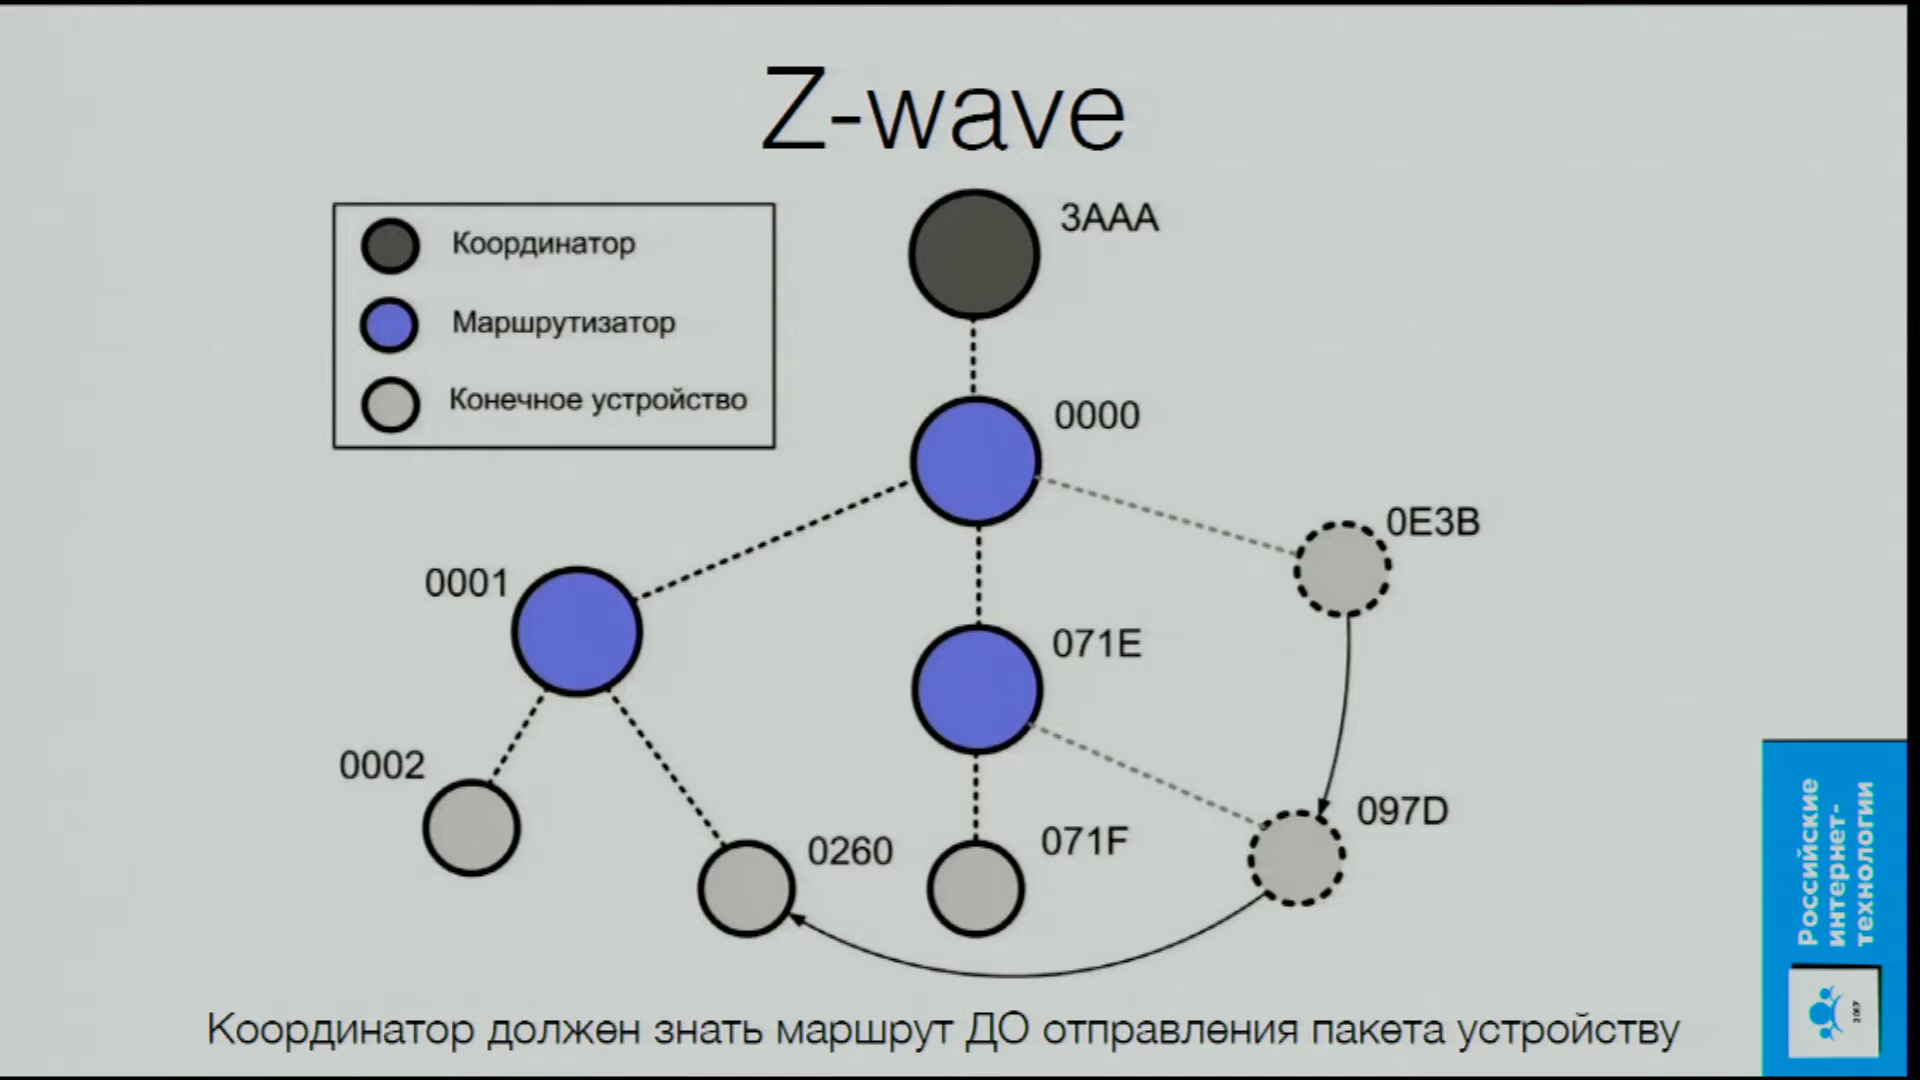 Z-wave
Координатор
Маршрутизатор
Конечное устройство
3AAA
0000
0E3B
0001
071E
0002
0260
071F
097D
Координатор должен знать маршрут ДО отправления пакета устройству
Российские
интернет-
технологии